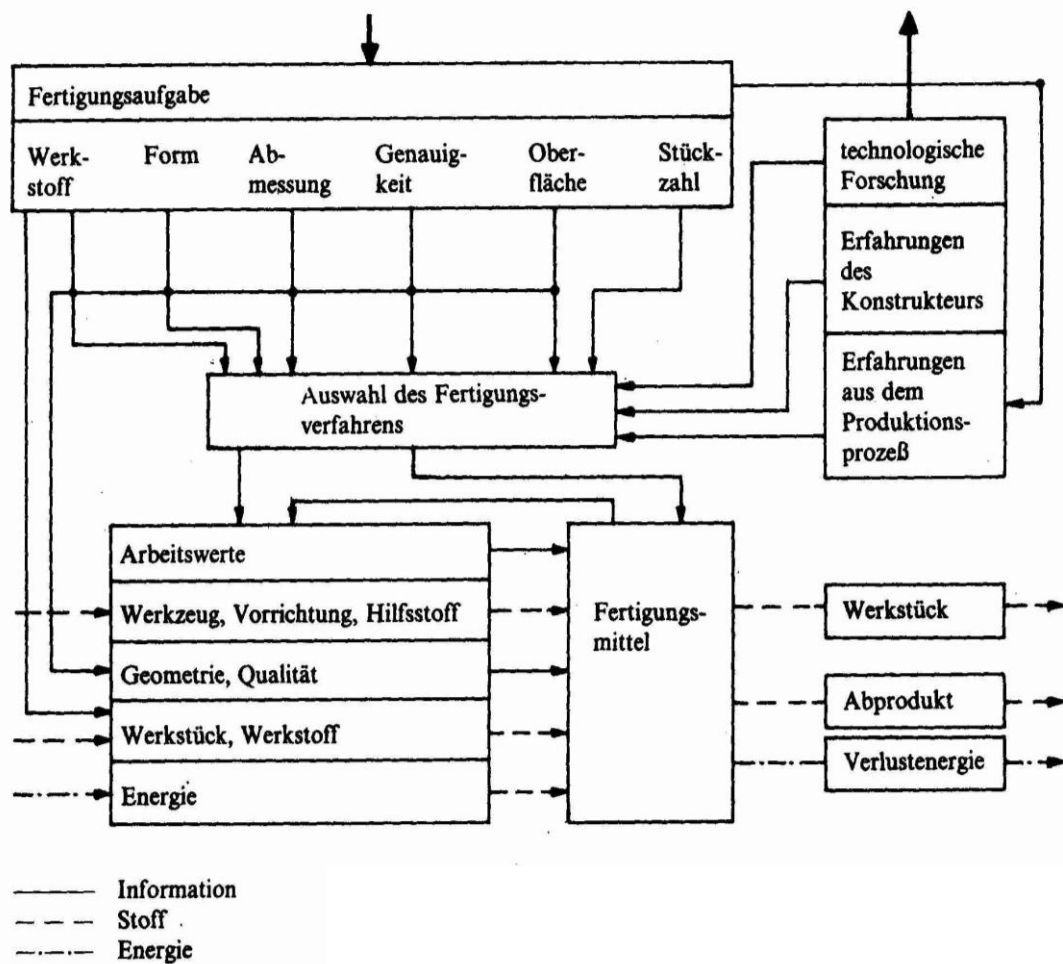 Fertigungsaufgabe
Werk-
stoff
Form
Ab-
messung
Genauig-
keit
Ober-
fläche
Stück-
zahl
technologische
Forschung
Erfahrungen
des
Konstrukteurs
Erfahrungen
aus dem
Produktions-
prozeß
Auswahl des Fertigungs-
verfahrens
Arbeitswerte
Werkzeug, Vorrichtung, Hilfsstoff
Geometrie, Qualität
Werkstück, Werkstoff
Energie
Fertigungs-
mittel
Werkstück
Abprodukt
Verlustenergie
Information
Stoff
Energie